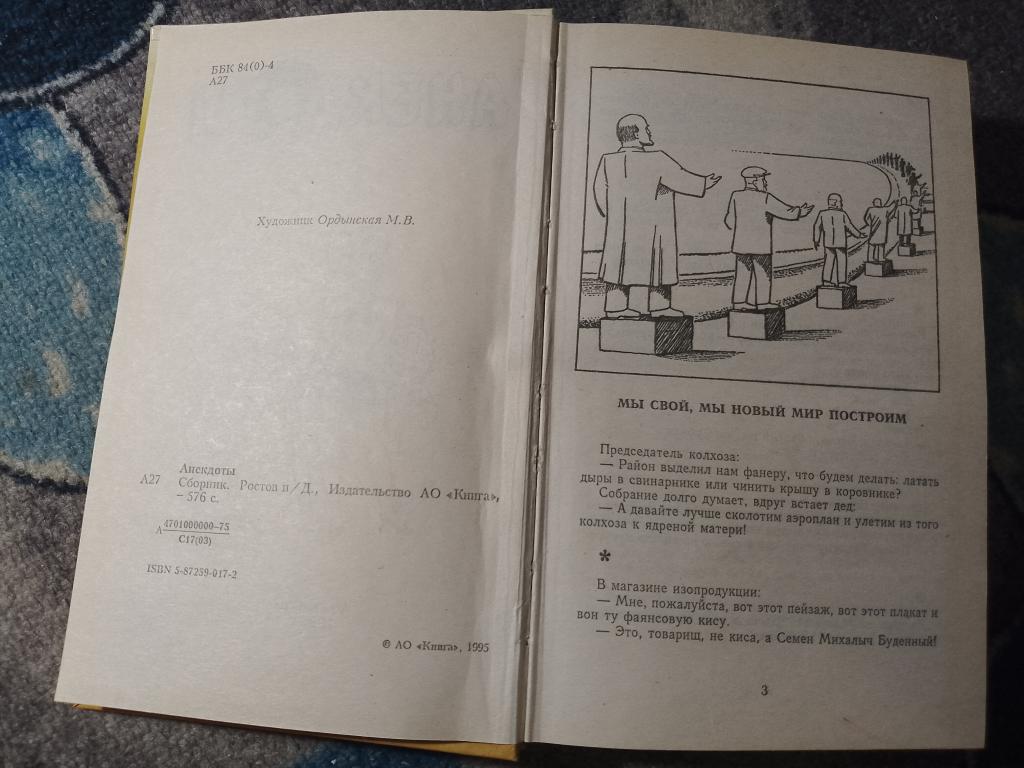 ББК 84(0)-4
А27
Художник Ордынская М.В.
Анекдоты
А27 Сборник. Ростов н/Д., Издательство АО «Книга»,
– 576 с.
А 4701000000–75
С17(03)
ISBN 5-87259-017-2
© АО «Книга», 1995
МЫ СВОЙ, МЫ НОВЫЙ МИР ПОСТРОИМ
Председатель колхоза:
— Район выделил нам фанеру, что будем делать: латать
дыры в свинарнике или чинить крышу в коровнике?
Собрание долго думает, вдруг встает дед:
— А давайте лучше сколотим аэроплан и улетим из того
колхоза к ядреной матери!
*
В магазине изопродукции:
— Мне, пожалуйста, вот этот пейзаж, вот этот плакат и
вон ту фаянсовую кису.
— Это, товарищ, не киса, а Семен Михалыч Буденный!
3